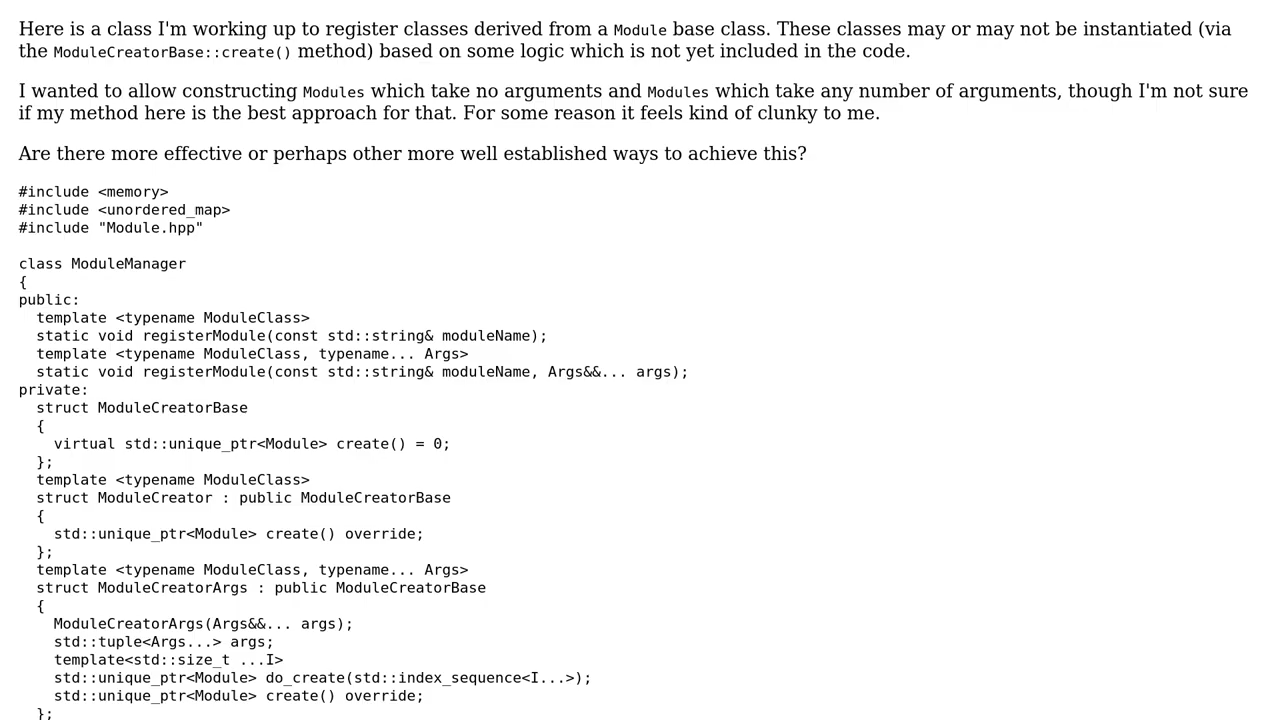 Here is a class I'm working up to register classes derived from a Module base class. These classes may or may not be instantiated (via
the ModuleCreatorBase::create() method) based on some logic which is not yet included in the code.
I wanted to allow constructing Modules which take no arguments and Modules which take any number of arguments, though I'm not sure
if my method here is the best approach for that. For some reason it feels kind of clunky to me.
Are there more effective or perhaps other more well established ways to achieve this?
#include <memory>
#include <unordered_map>
#include "Module.hpp"
class ModuleManager
{
public:
  template <typename ModuleClass>
  static void registerModule(const std::string& moduleName);
  template <typename ModuleClass, typename... Args>
  static void registerModule(const std::string& moduleName, Args&&... args);
private:
  struct ModuleCreatorBase
  {
    virtual std::unique_ptr<Module> create() = 0;
  };
  template <typename ModuleClass>
  struct ModuleCreator : public ModuleCreatorBase
  {
    std::unique_ptr<Module> create() override;
  };
  template <typename ModuleClass, typename... Args>
  struct ModuleCreatorArgs : public ModuleCreatorBase
  {
    ModuleCreatorArgs(Args&&... args);
    std::tuple<Args...> args;
    template<std::size_t ...I>
    std::unique_ptr<Module> do_create(std::index_sequence<I...>);
    std::unique_ptr<Module> create() override;
  };